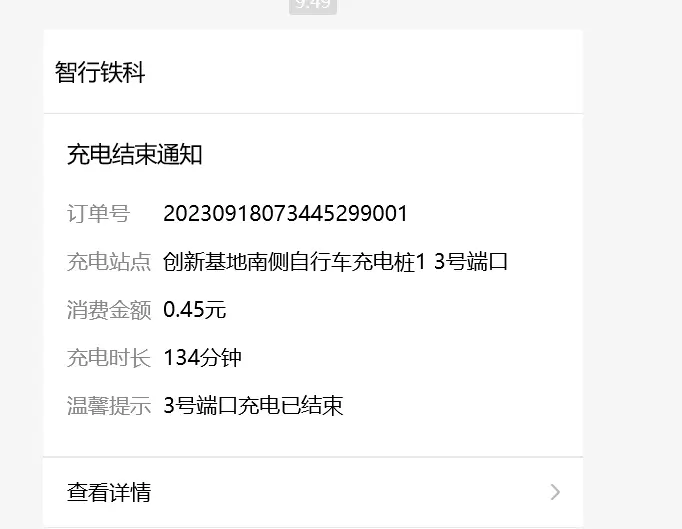 9:49
智行铁科
充电结束通知
订单号 20230918073445299001
充电站点 创新基地南侧自行车充电桩1 3号端口
消费金额 0.45元
充电时长 134分钟
温馨提示 3号端口充电已结束
查看详情